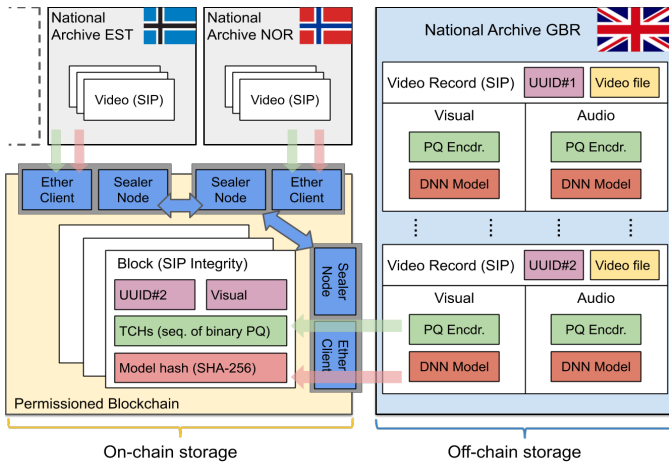 National
Archive EST
Video (SIP)
National
Archive NOR
Video (SIP)
National Archive GBR
Video Record (SIP)
UUID#1
Video file
Visual
Audio
PQ Encdr.
PQ Encdr.
DNN Model
DNN Model
Video Record (SIP)
UUID#2
Video file
Visual
Audio
PQ Encdr.
PQ Encdr.
DNN Model
DNN Model
Ether
Client
Sealer
Node
Sealer
Node
Ether
Client
Sealer
Node
Ether
Client
Block (SIP Integrity)
UUID#2
Visual
TCHs (seq. of binary PQ)
Model hash (SHA-256)
Permissioned Blockchain
On-chain storage
Off-chain storage